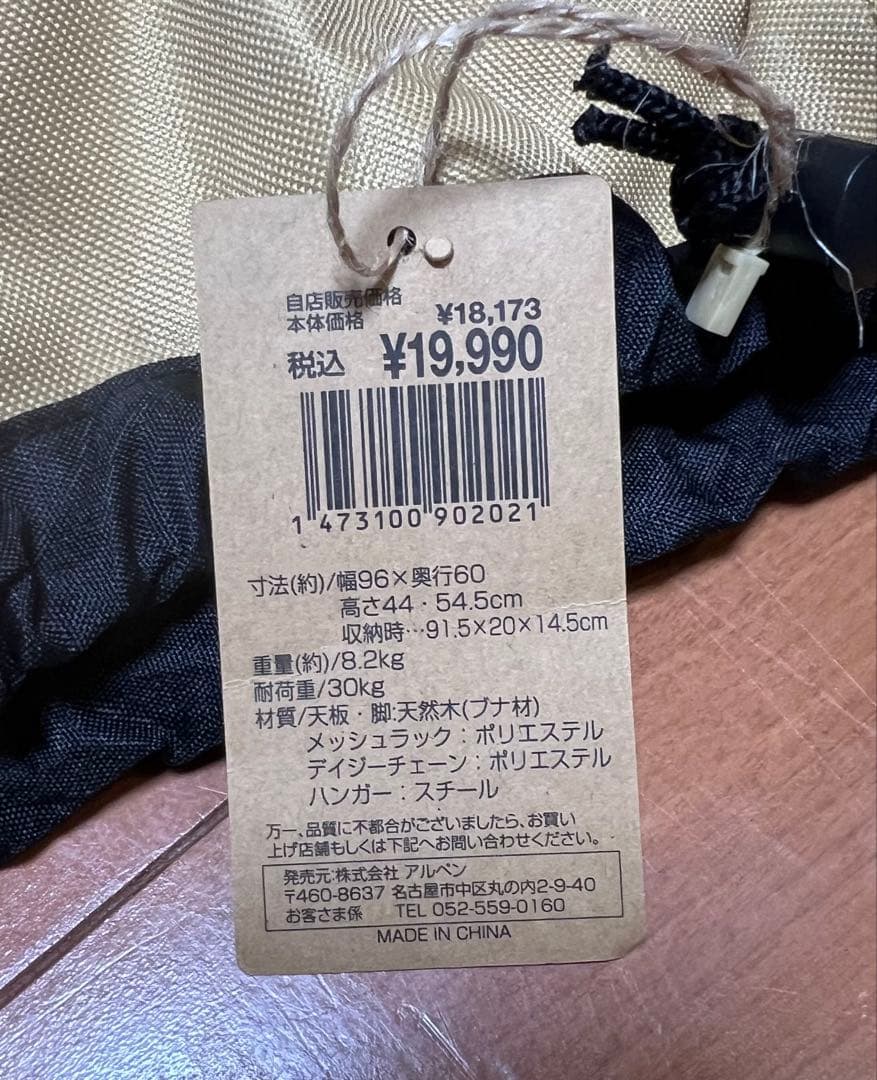 自店販売価格
本体価格 ¥18,173
税込 ¥19,990
1 473100 902021
寸法(約)/幅96×奥行60
高さ44・54.5cm
収納時…91.5×20×14.5cm
重量(約)/8.2kg
耐荷重/30kg
材質/天板・脚:天然木(ブナ材)
メッシュラック:ポリエステル
デイジーチェーン:ポリエステル
ハンガー:スチール
万一、品質に不都合がございましたら、お買い
上げ店舗もしくは下記へお問い合わせください。
発売元:株式会社 アルペン
〒460-8637 名古屋市中区丸の内2-9-40
お客さま係 TEL 052-559-0160
MADE IN CHINA